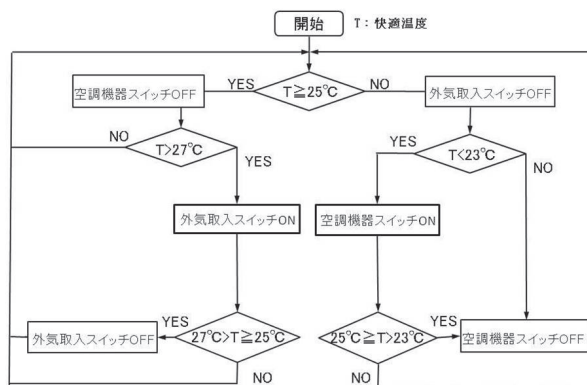 開始
T：快適温度
YES
T≧25℃
NO
空調機器スイッチOFF
外気取入スイッチOFF
NO
T>27℃
YES
YES
T<23℃
NO
外気取入スイッチON
空調機器スイッチON
外気取入スイッチOFF
YES
27℃>T≧25℃
NO
25℃≧T>23℃
YES
NO
空調機器スイッチOFF